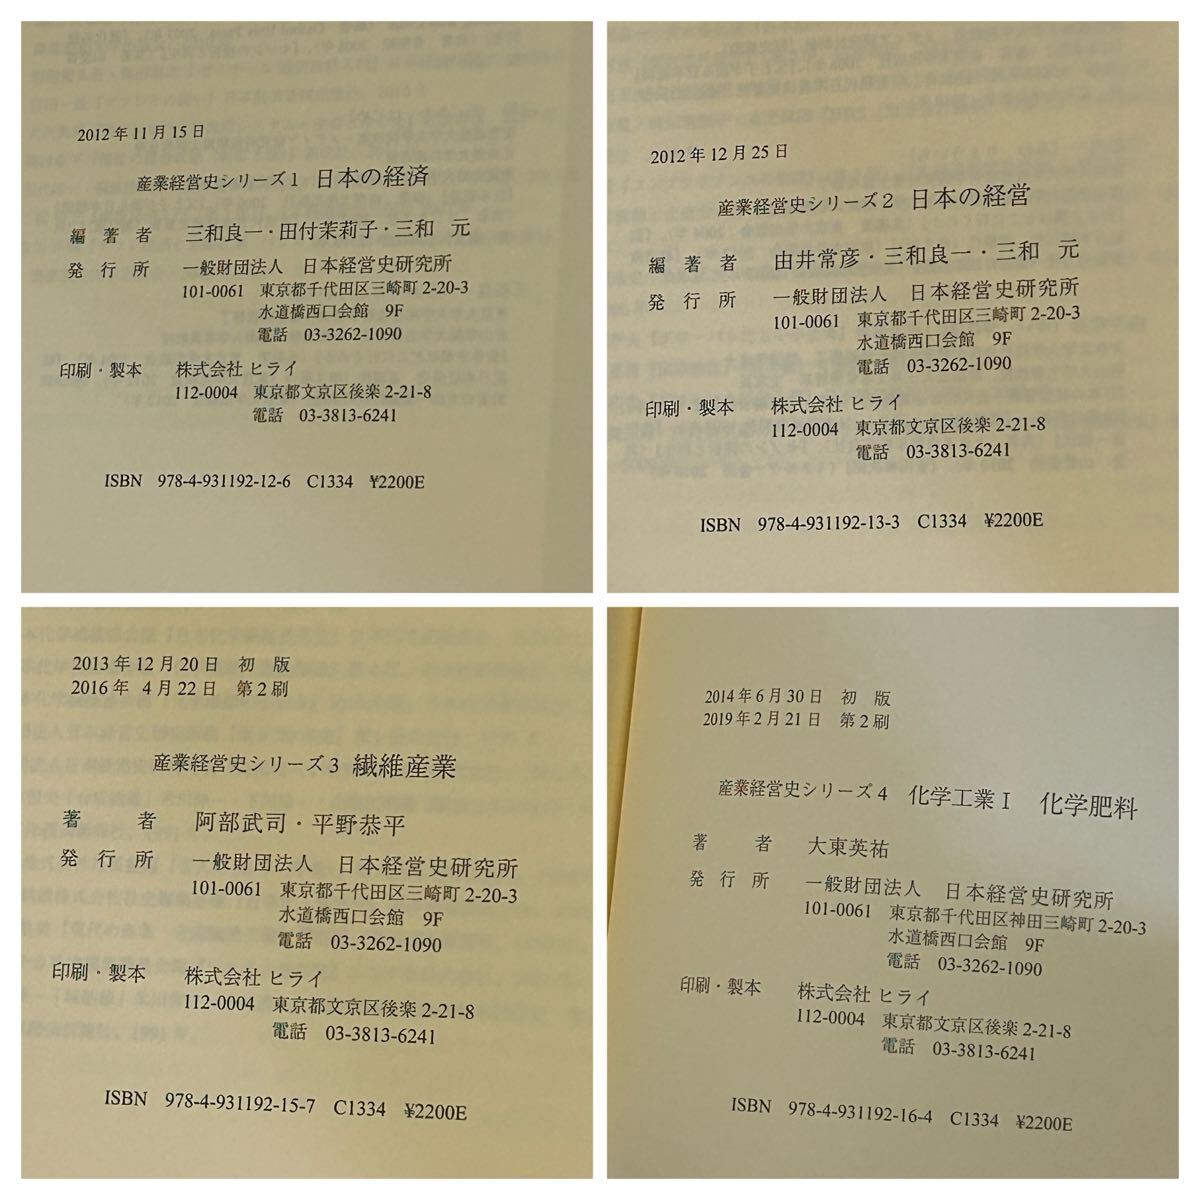 2012年11月15日
産業経営史シリーズ1 日本の経済
編著者 三和良一・田付茉莉子・三和 元
発行所 一般財団法人 日本経営史研究所
101-0061 東京都千代田区三崎町 2-20-3
水道橋西口会館 9F
電話 03-3262-1090
印刷・製本 株式会社 ヒライ
112-0004 東京都文京区後楽 2-21-8
電話 03-3813-6241
ISBN 978-4-931192-12-6 C1334 ¥2200E
2012年12月25日
産業経営史シリーズ2 日本の経営
編著者 由井常彦・三和良一・三和 元
発行所 一般財団法人 日本経営史研究所
101-0061 東京都千代田区三崎町 2-20-3
水道橋西口会館 9F
電話 03-3262-1090
印刷・製本 株式会社 ヒライ
112-0004 東京都文京区後楽 2-21-8
電話 03-3813-6241
ISBN 978-4-931192-13-3 C1334 ¥2200E
2013年12月20日 初 版
2016年 4月22日 第2刷
産業経営史シリーズ3 繊維産業
著者 阿部武司・平野恭平
発行所 一般財団法人 日本経営史研究所
101-0061 東京都千代田区三崎町 2-20-3
水道橋西口会館 9F
電話 03-3262-1090
印刷・製本 株式会社 ヒライ
112-0004 東京都文京区後楽 2-21-8
電話 03-3813-6241
ISBN 978-4-931192-15-7 C1334 ¥2200E
2014年6月30日 初 版
2019年2月21日 第2刷
産業経営史シリーズ4 化学工業Ⅰ 化学肥料
著者 大東英祐
発行所 一般財団法人 日本経営史研究所
101-0061 東京都千代田区神田三崎町 2-20-3
水道橋西口会館 9F
電話 03-3262-1090
印刷・製本 株式会社 ヒライ
112-0004 東京都文京区後楽 2-21-8
電話 03-3813-6241
ISBN 978-4-931192-16-4 C1334 ¥2200E